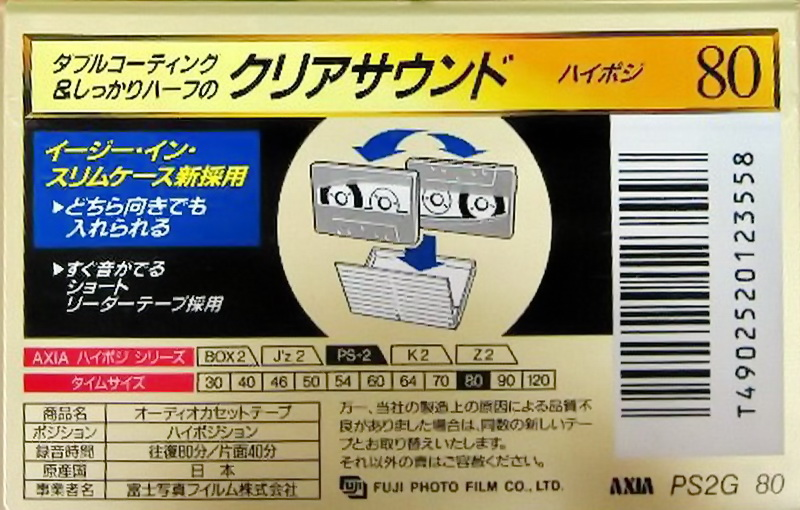 ダブルコーティング
&しっかりハーフの
クリアサウンド
ハイポジ
80
イージー・イン・
スリムケース新採用
▶どちら向きでも
入れられる
▶すぐ音がでる
ショート
リーダーテープ採用
T4902520123558
AXIA ハイポジ シリーズ BOX2 J'z2 PS-2 K2 Z2
タイムサイズ 30 40 46 50 54 60 64 70 80 90 120
商品名 オーディオカセットテープ
ポジション ハイポジション
録音時間 往復80分/片面40分
原産国 日本
事業者名 富士写真フイルム株式会社
万一、当社の製造上の原因による品質不
良がありました場合は、同数の新しいテー
プとお取り替えいたします。
それ以外の責はご容赦ください。
FUJI FUJI PHOTO FILM CO., LTD.
AXIA PS2G 80